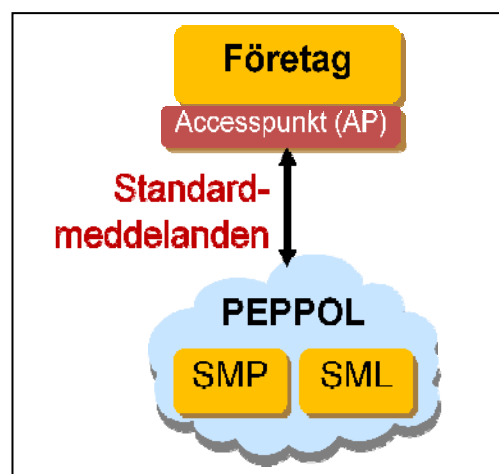 Företag
Accesspunkt (AP)
Standard-
meddelanden
PEPPOL
SMP SML